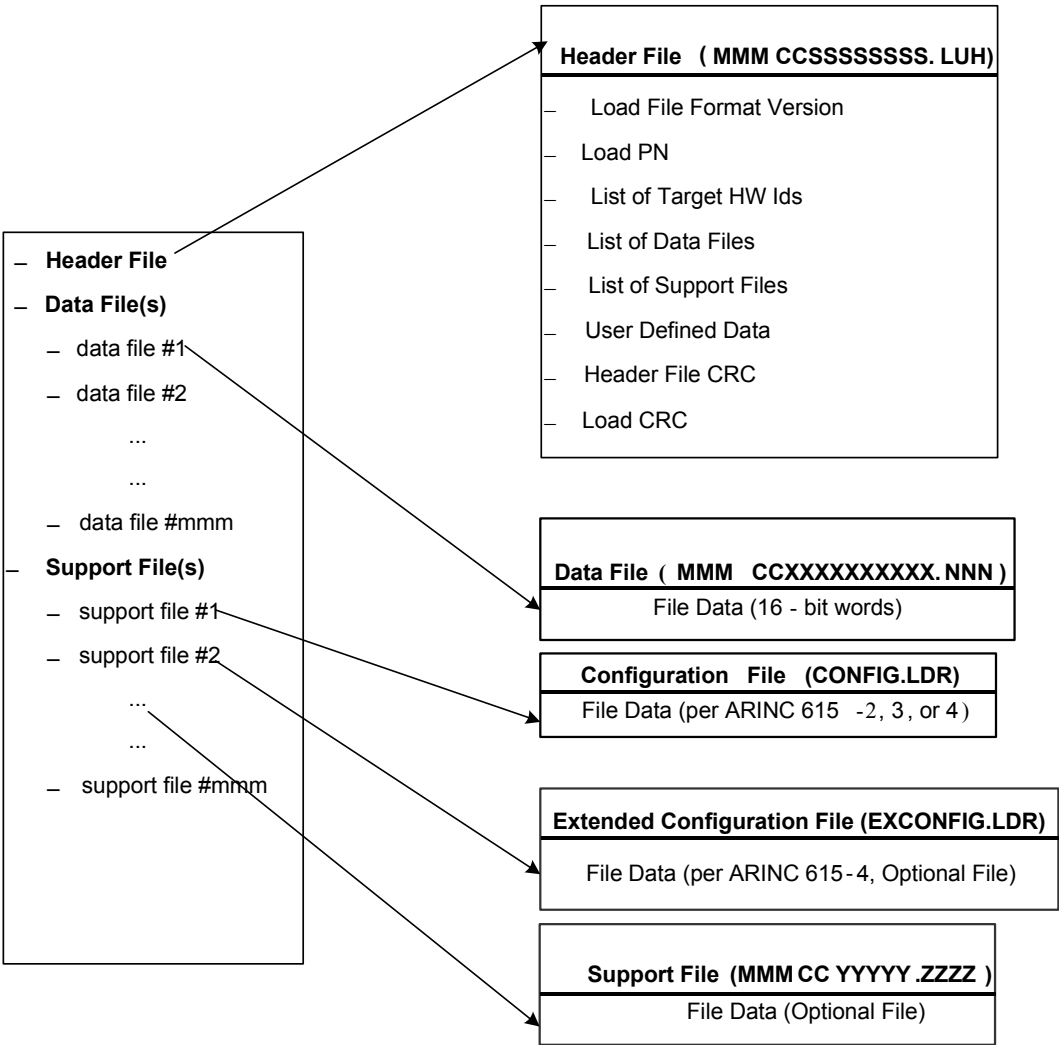 – Header File
– Data File(s)
– data file #1
– data file #2
...
...
– data file #mmm
– Support File(s)
– support file #1
– support file #2
...
...
– support file #mmm
Header File ( MMM CCSSSSSSSS. LUH)
– Load File Format Version
– Load PN
– List of Target HW Ids
– List of Data Files
– List of Support Files
– User Defined Data
– Header File CRC
– Load CRC
Data File ( MMM CCXXXXXXXXXX. NNN )
File Data (16 - bit words)
Configuration File (CONFIG.LDR)
File Data (per ARINC 615 -2, 3, or 4)
Extended Configuration File (EXCONFIG.LDR)
File Data (per ARINC 615-4, Optional File)
Support File (MMM CC YYYYY .ZZZZ )
File Data (Optional File)